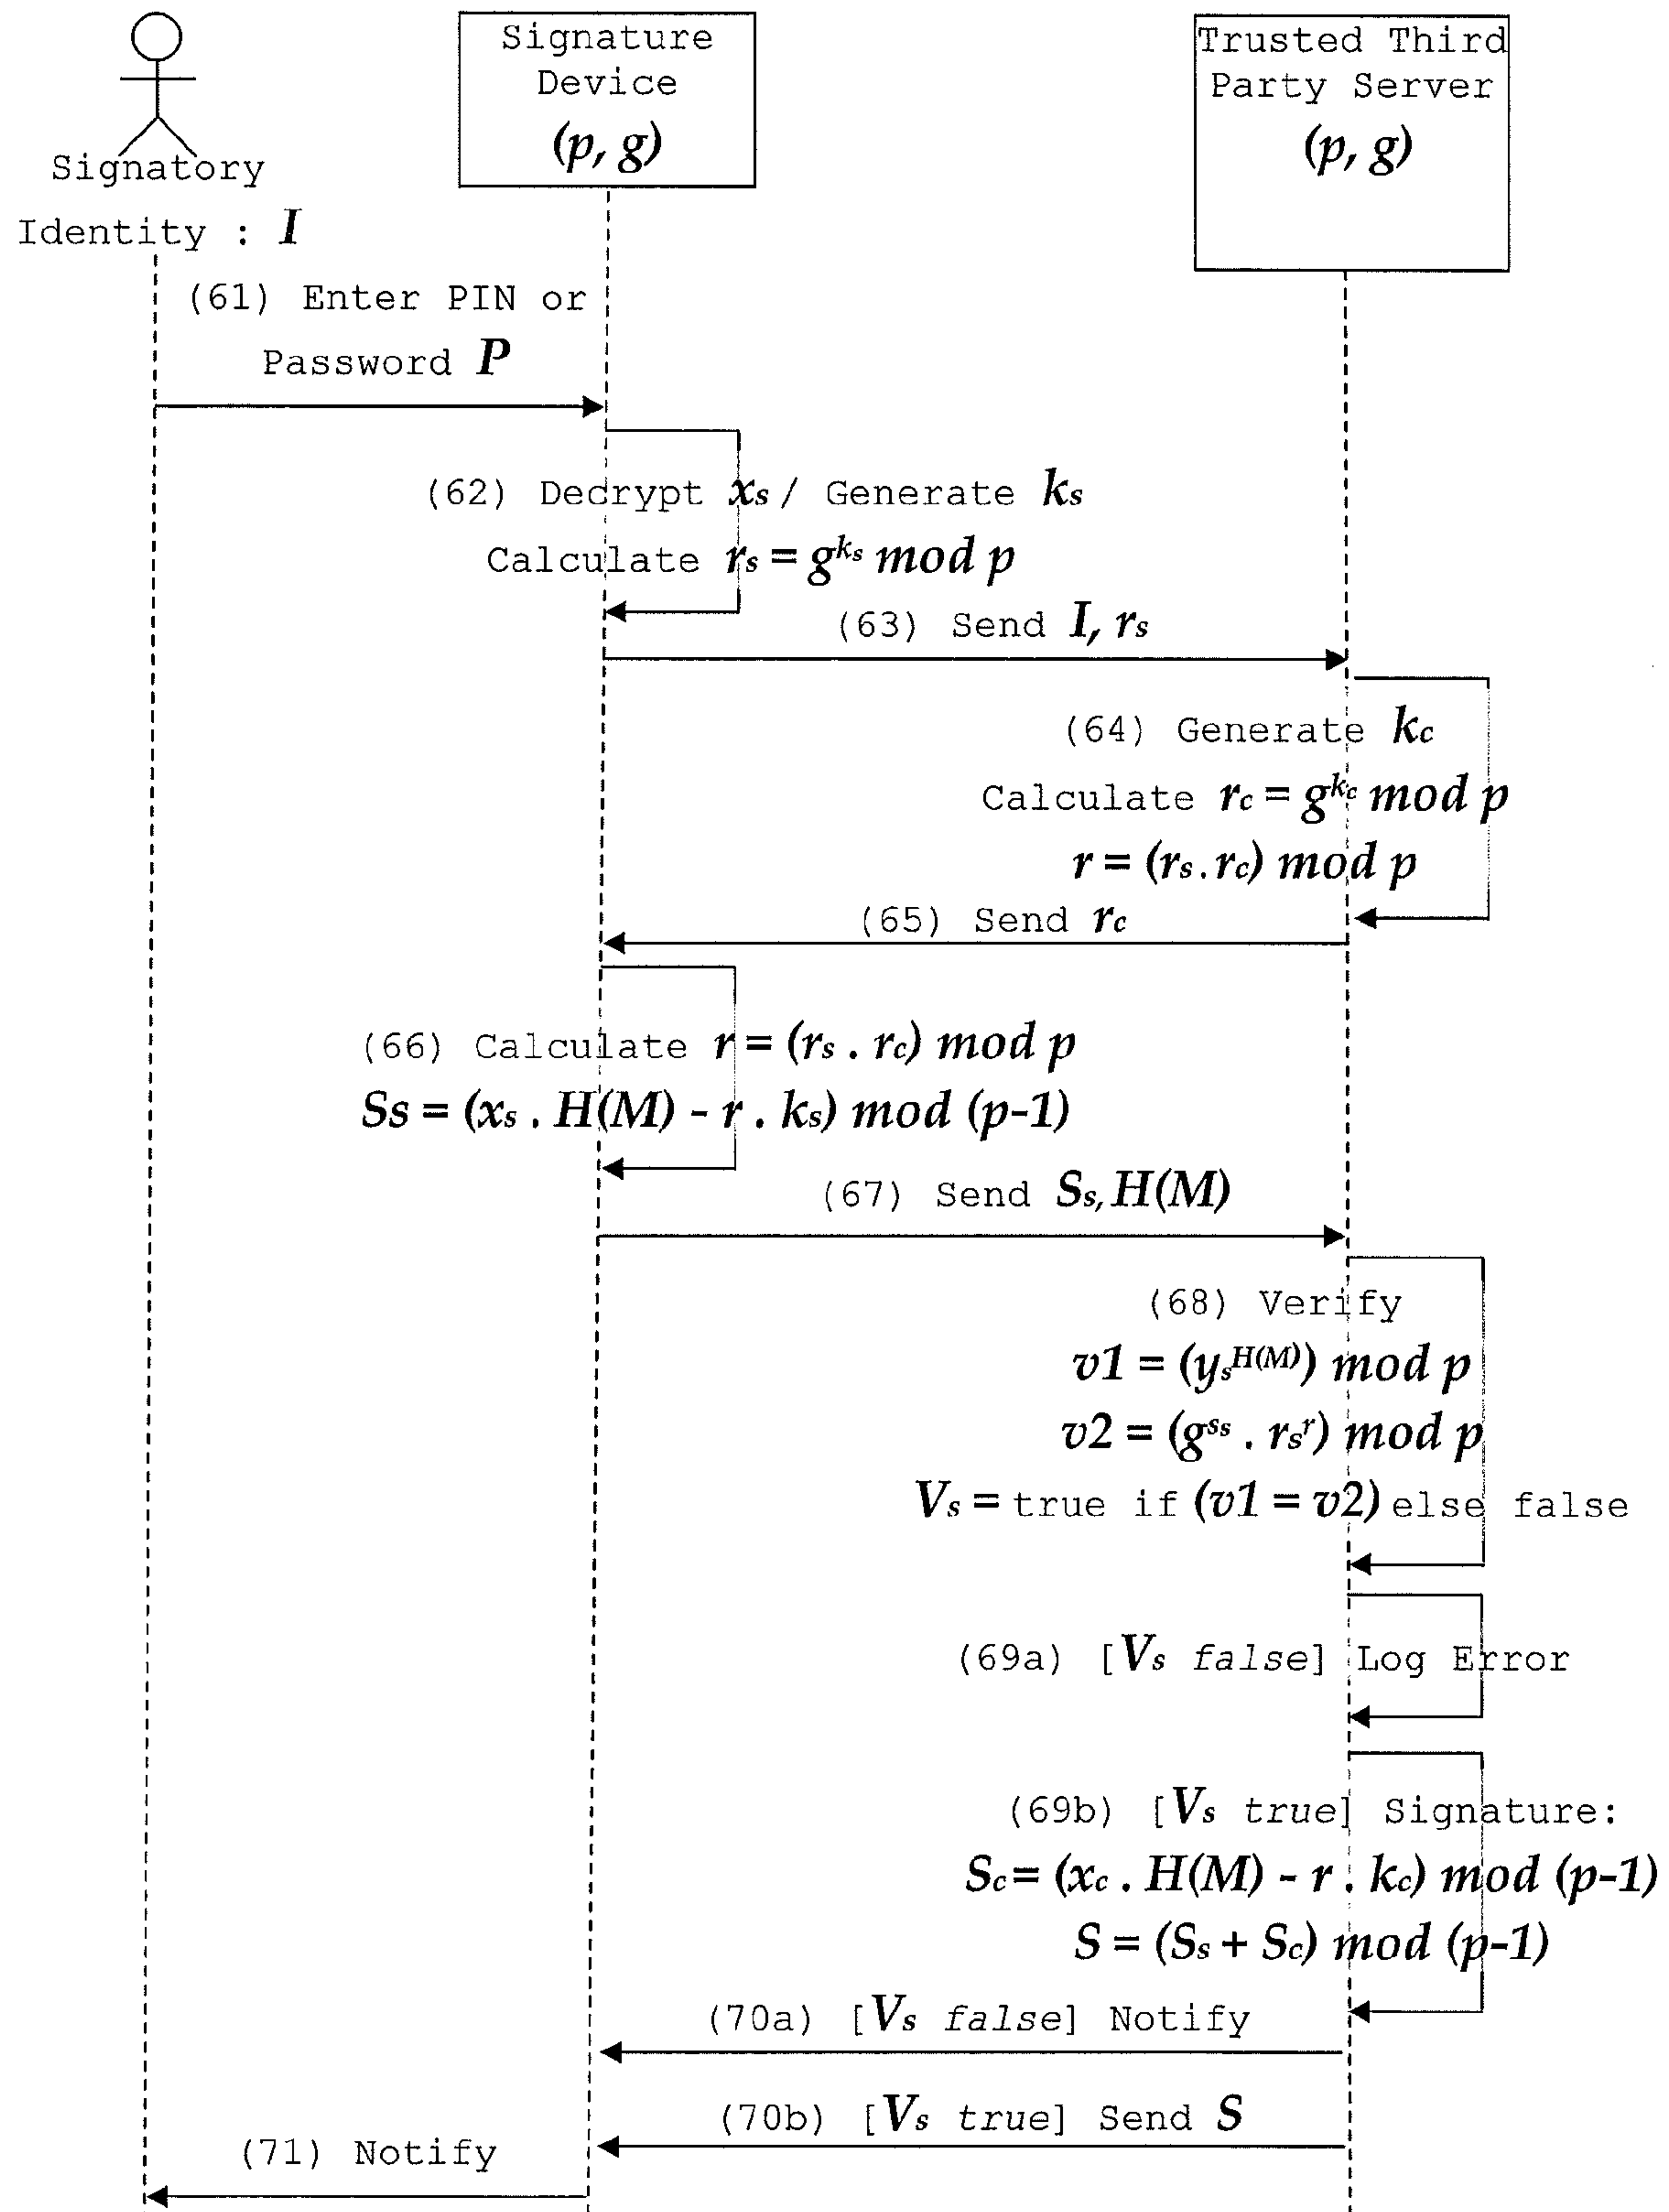 Signatory
Identity : I
Signature
Device
(p, g)
Trusted Third
Party Server
(p, g)
(61) Enter PIN or
Password P
(62) Decrypt xs / Generate ks
Calculate rs = g^ks mod p
(63) Send I, rs
(64) Generate kc
Calculate rc = g^kc mod p
r = (rs . rc) mod p
(65) Send rc
(66) Calculate r = (rs . rc) mod p
Ss = (xs . H(M) - r . ks) mod (p-1)
(67) Send Ss, H(M)
(68) Verify
v1 = (ys^H(M)) mod p
v2 = (g^ss . rs^r) mod p
Vs = true if (v1 = v2) else false
(69a) [Vs false] Log Error
(69b) [Vs true] Signature:
Sc = (xc . H(M) - r . kc) mod (p-1)
S = (Ss + Sc) mod (p-1)
(70a) [Vs false] Notify
(70b) [Vs true] Send S
(71) Notify